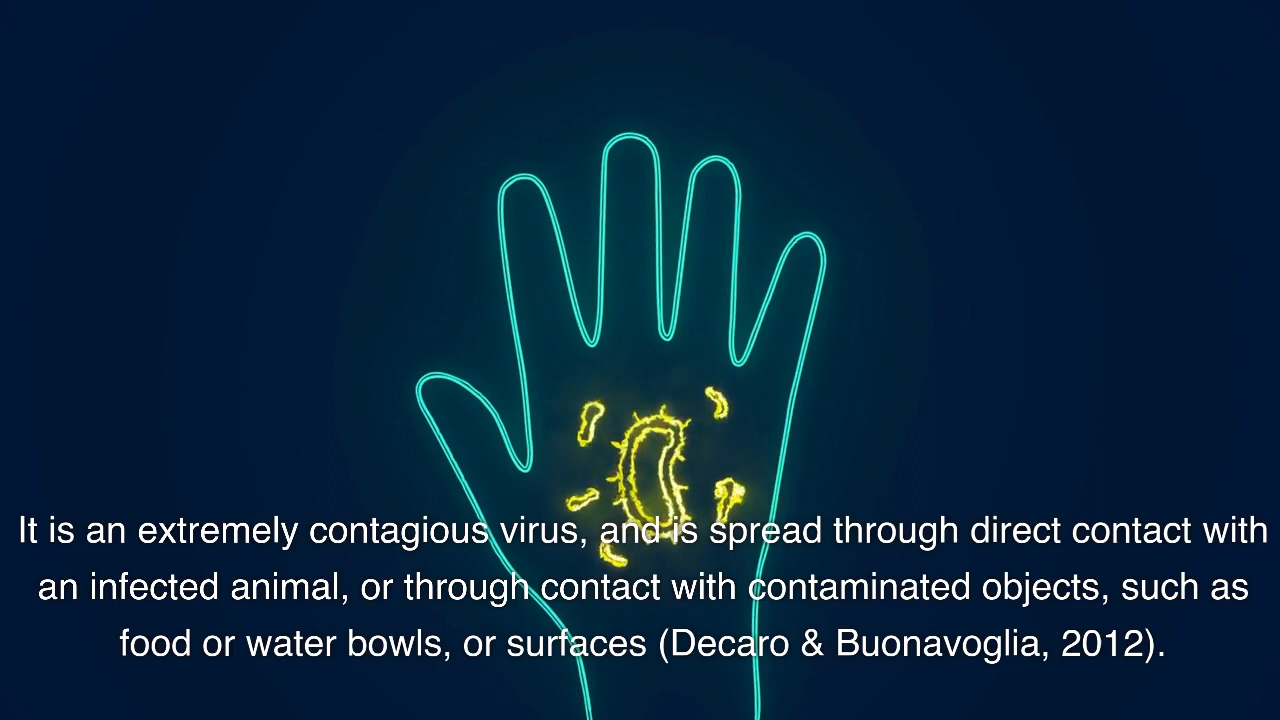 It is an extremely contagious virus, and is spread through direct contact with
an infected animal, or through contact with contaminated objects, such as
food or water bowls, or surfaces (Decaro & Buonavoglia, 2012).